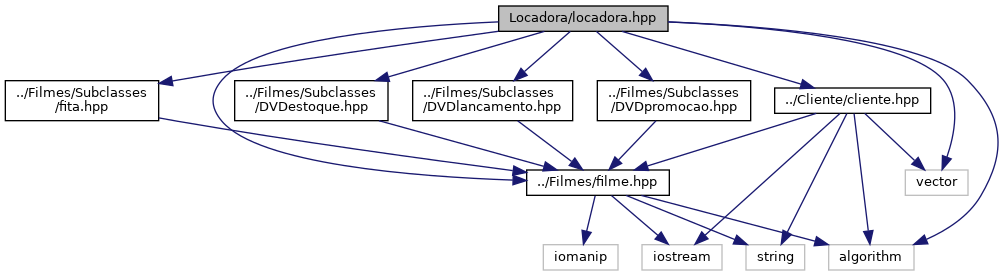 Locadora/locadora.hpp
../Filmes/Subclasses
/fita.hpp
../Filmes/Subclasses
/DVDestoque.hpp
../Filmes/Subclasses
/DVDlancamento.hpp
../Filmes/Subclasses
/DVDpromocao.hpp
../Cliente/cliente.hpp
../Filmes/filme.hpp
vector
iomanip
iostream
string
algorithm